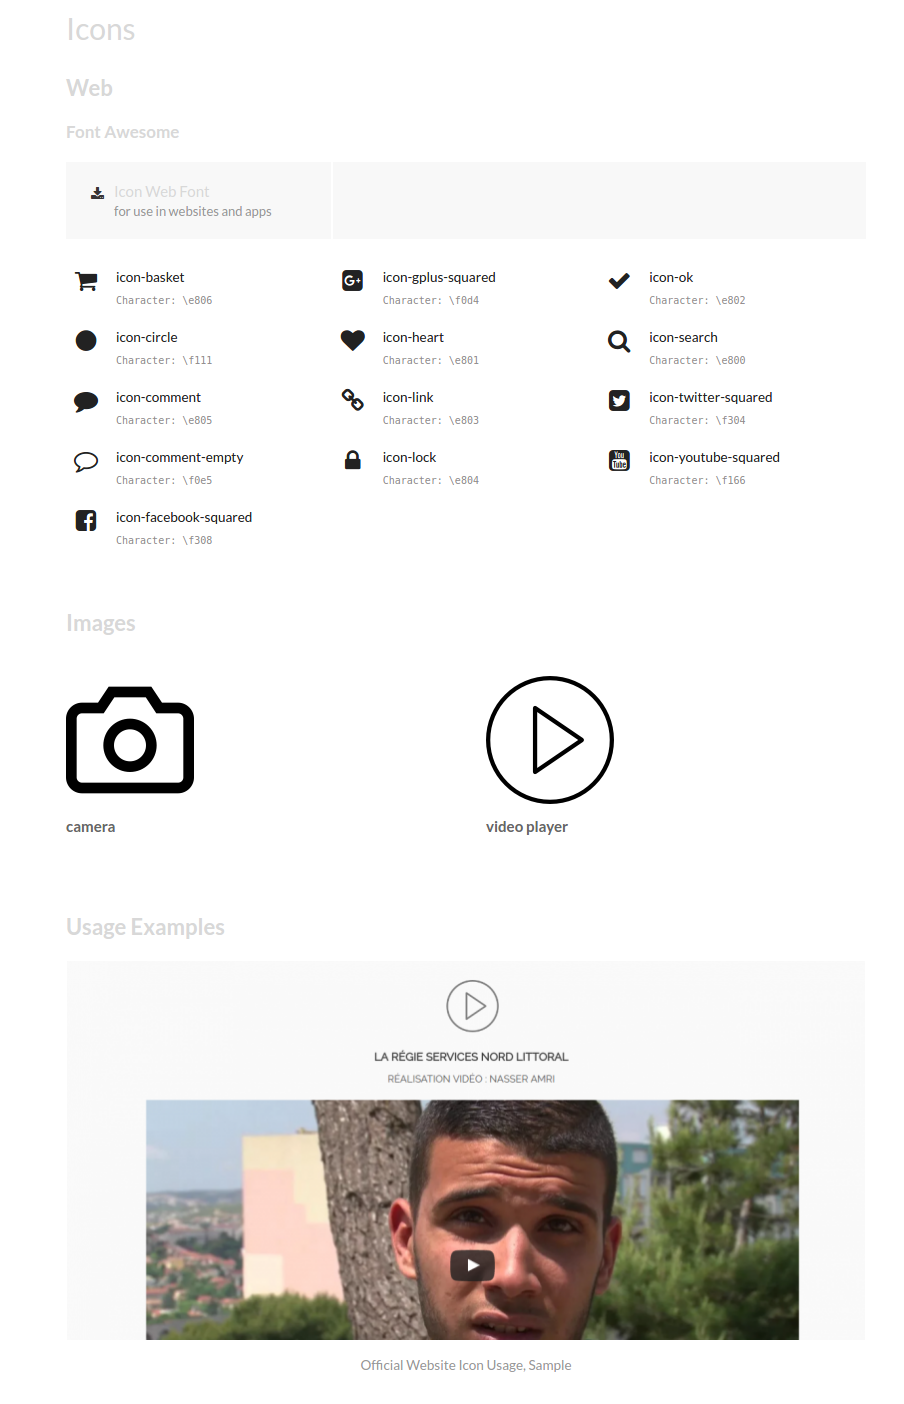 Icons
Web
Font Awesome
Icon Web Font
for use in websites and apps
icon-basket
Character: \e806
icon-gplus-squared
Character: \f0d4
icon-ok
Character: \e802
icon-circle
Character: \f111
icon-heart
Character: \e801
icon-search
Character: \e800
icon-comment
Character: \e805
icon-link
Character: \e803
icon-twitter-squared
Character: \f304
icon-comment-empty
Character: \f0e5
icon-lock
Character: \e804
You
Tube
icon-youtube-squared
Character: \f166
icon-facebook-squared
Character: \f308
Images
camera
video player
Usage Examples
LA RÉGIE SERVICES NORD LITTORAL
RÉALISATION VIDÉO : NASSER AMRI
Official Website Icon Usage, Sample